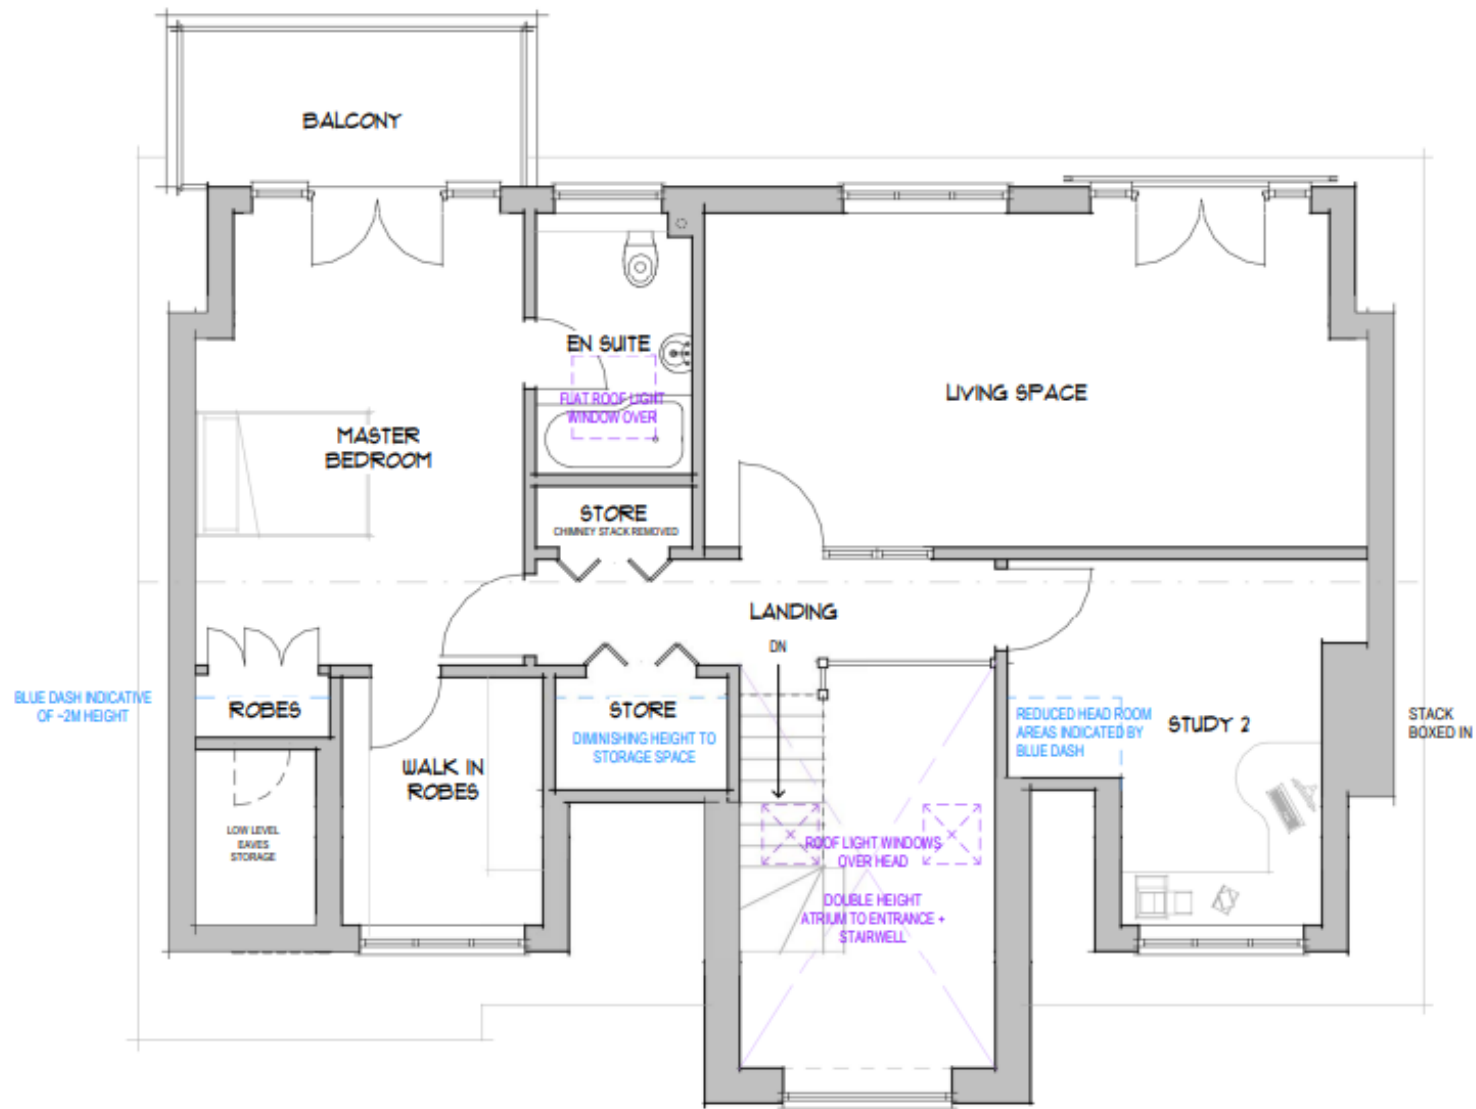 BALCONY
EN SUITE
FLAT ROOF LIGHT
WINDOW OVER
LIVING SPACE
MASTER
BEDROOM
STORE
CHIMNEY STACK REMOVED
LANDING
DN
BLUE DASH INDICATIVE
OF ~2M HEIGHT
ROBES
STORE
DIMINISHING HEIGHT TO
STORAGE SPACE
REDUCED HEAD ROOM
AREAS INDICATED BY
BLUE DASH
STUDY 2
STACK
BOXED IN
WALK IN
ROBES
LOW LEVEL
EAVES
STORAGE
ROOF LIGHT WINDOWS
OVER HEAD
DOUBLE HEIGHT
ATRIUM TO ENTRANCE +
STAIRWELL